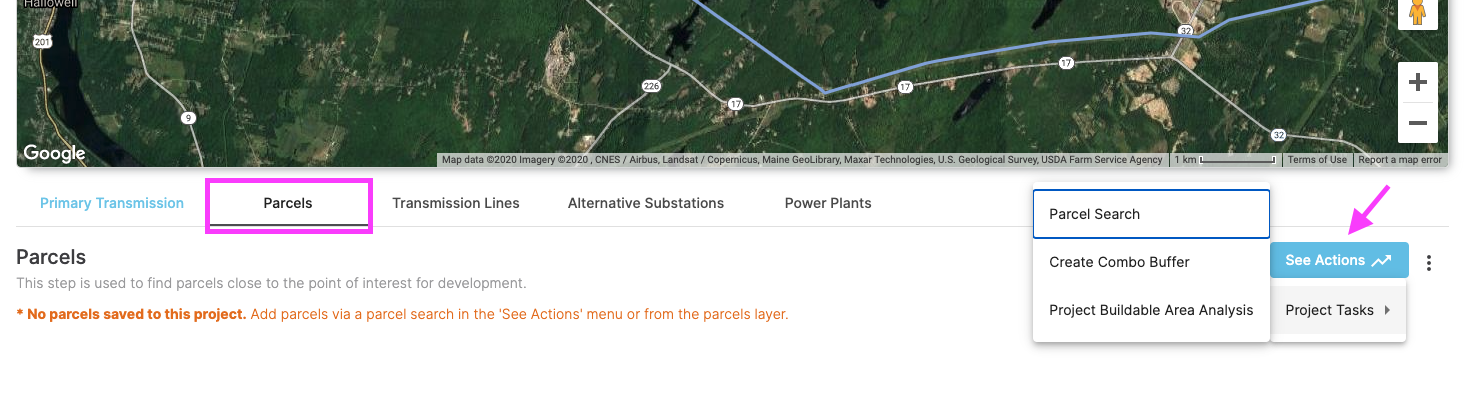 Hallowell
201
32
17
226
17
17
9
32
Google
Map data ©2020 Imagery ©2020 , CNES / Airbus, Landsat / Copernicus, Maine GeoLibrary, Maxar Technologies, U.S. Geological Survey, USDA Farm Service Agency
1 km
Terms of Use
Report a map error
Primary Transmission
Parcels
Transmission Lines
Alternative Substations
Power Plants
Parcel Search
Create Combo Buffer
Project Buildable Area Analysis
See Actions
Project Tasks
Parcels
This step is used to find parcels close to the point of interest for development.
* No parcels saved to this project. Add parcels via a parcel search in the 'See Actions' menu or from the parcels layer.